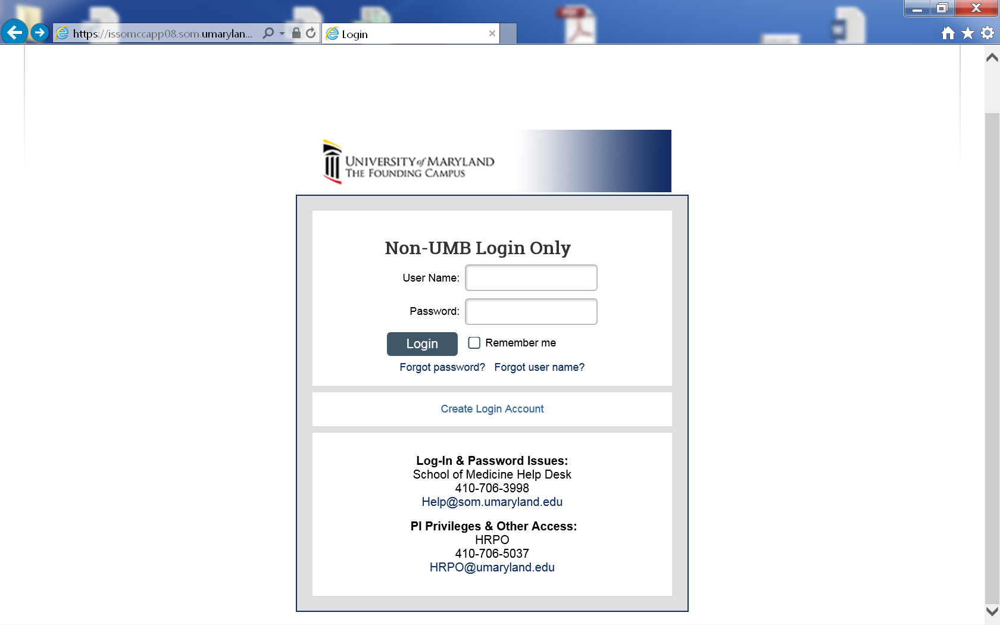 https://issomccapp08.som.umarylan...
Login
UNIVERSITY of MARYLAND
THE FOUNDING CAMPUS
Non-UMB Login Only
User Name:
Password:
Login Remember me
Forgot password? Forgot user name?
Create Login Account
Log-In & Password Issues:
School of Medicine Help Desk
410-706-3998
Help@som.umaryland.edu
PI Privileges & Other Access:
HRPO
410-706-5037
HRPO@umaryland.edu